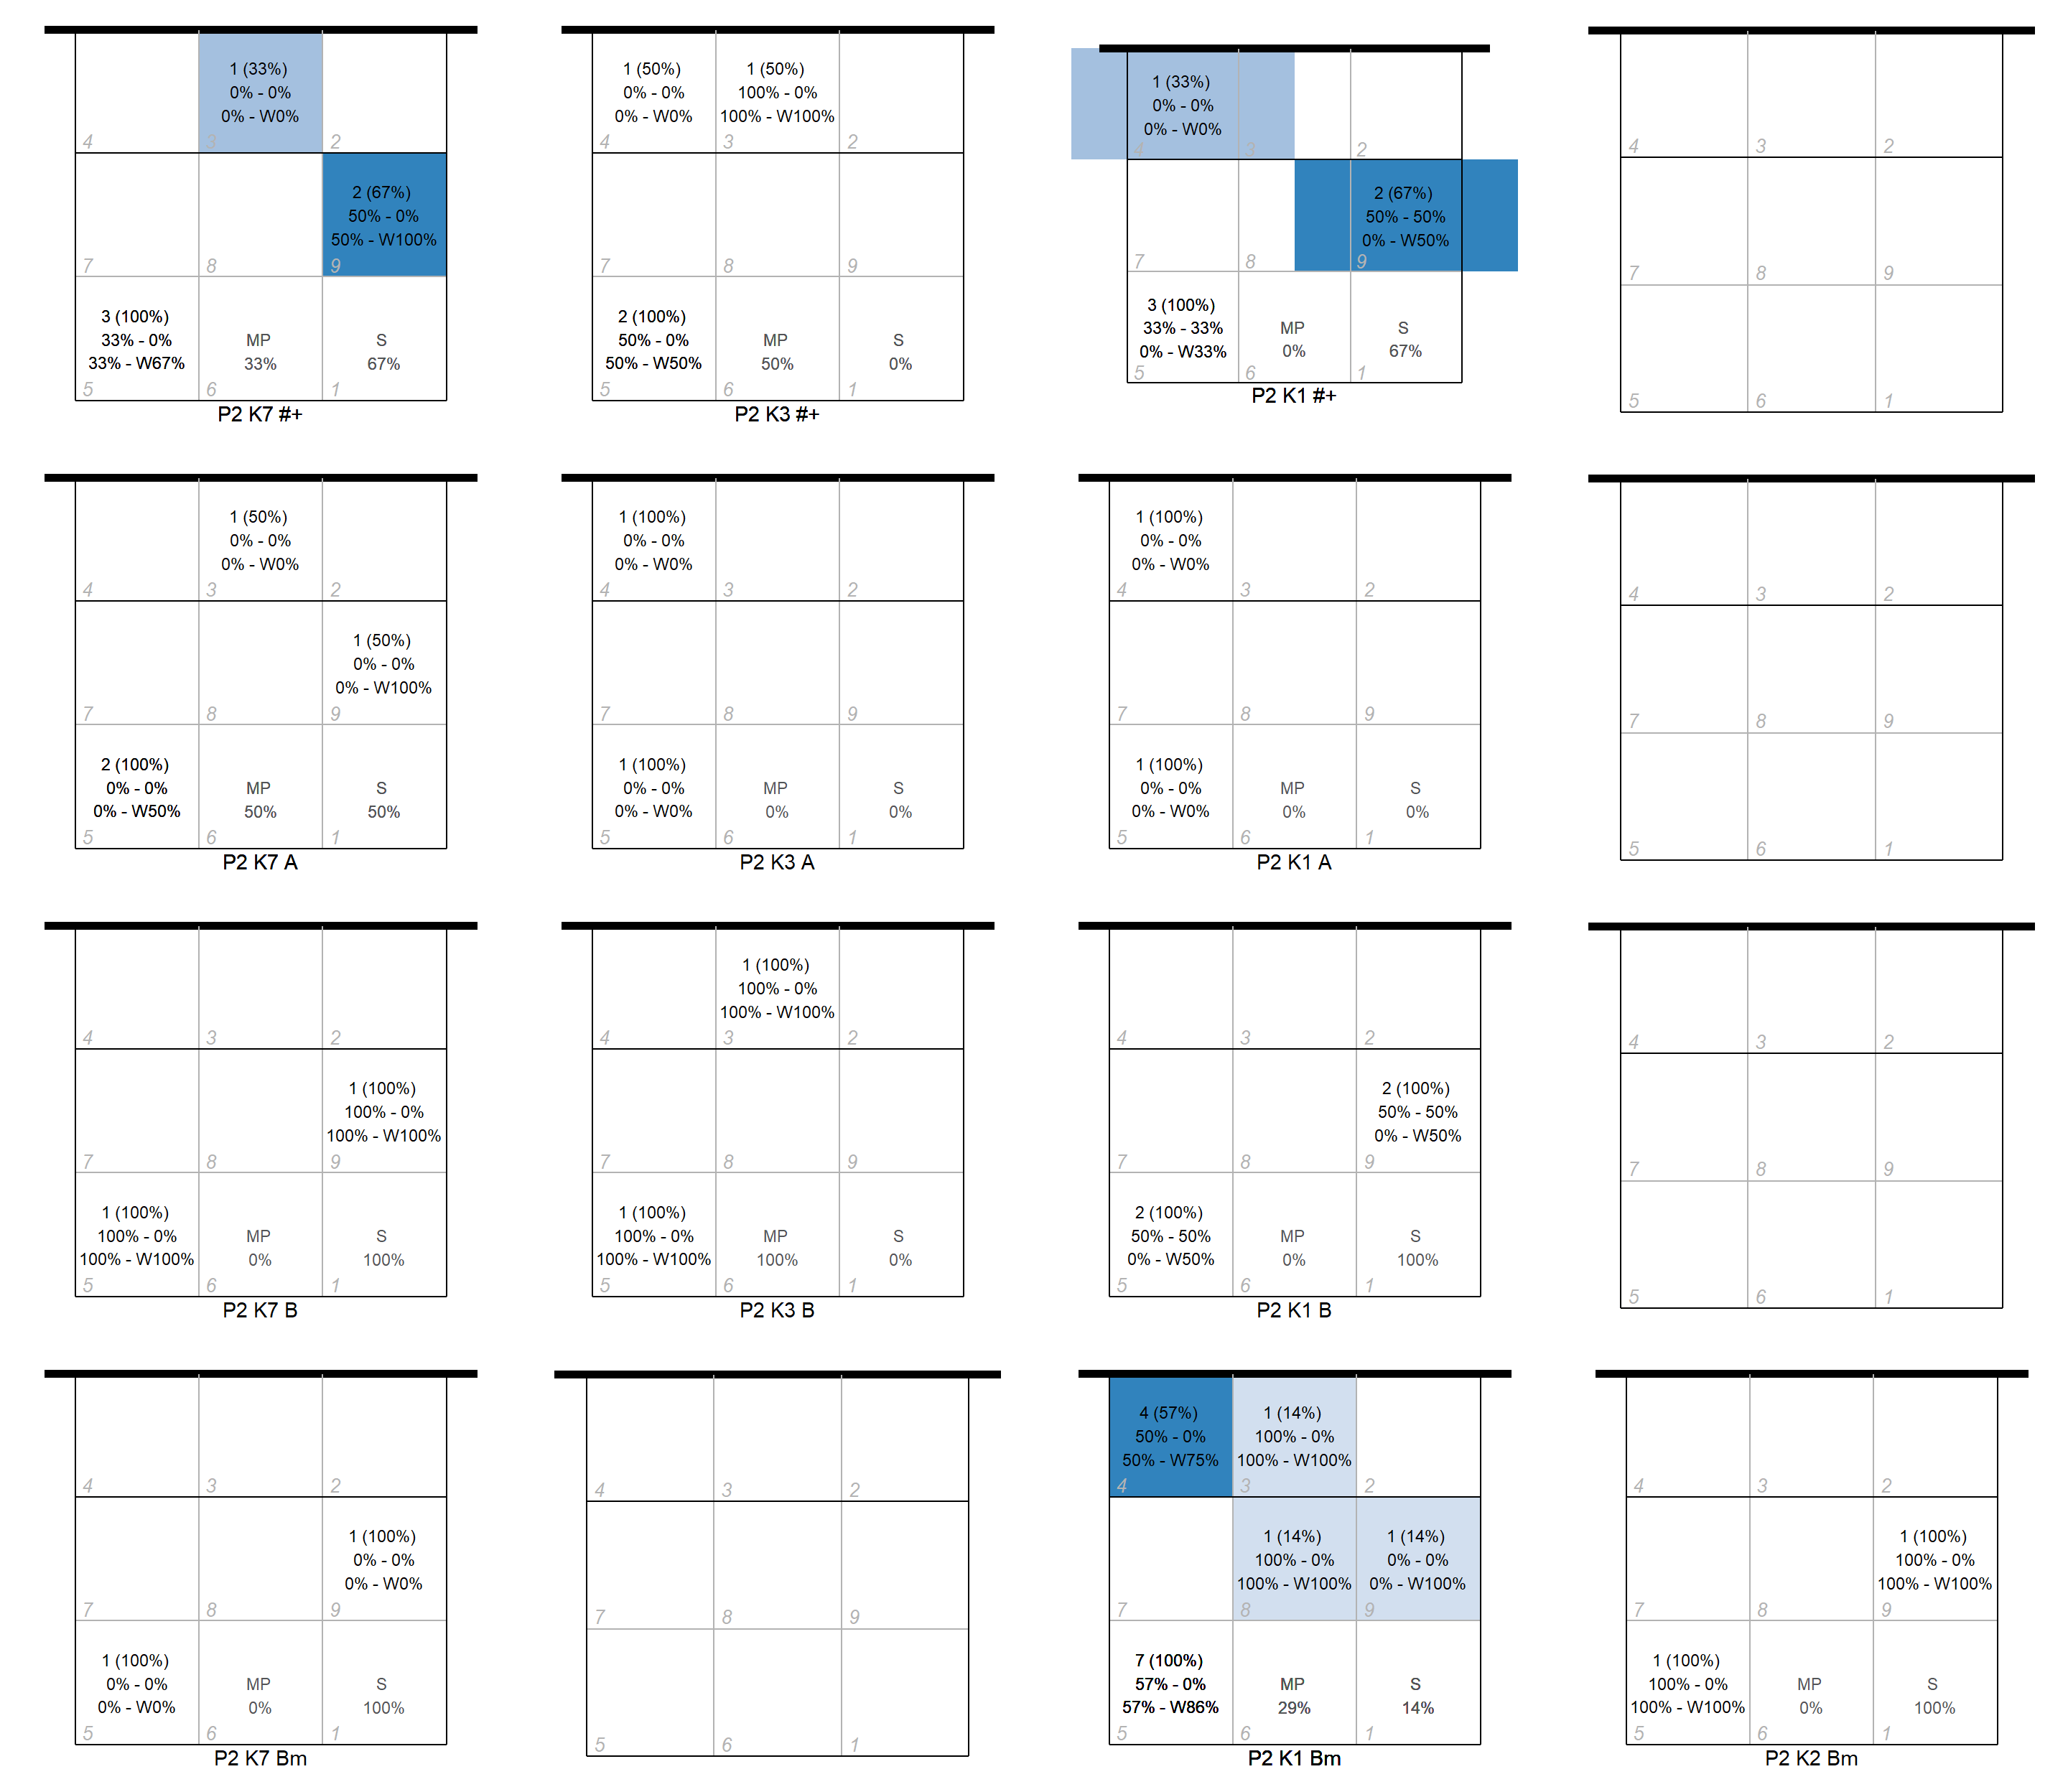 1 (33%)
0% - 0%
0% - W0%
4 3 2
2 (67%)
50% - 0%
50% - W100%
7 8 9
3 (100%)
33% - 0%
33% - W67%
MP
33%
S
67%
5 6 1
P2 K7 #+
1 (50%)
0% - 0%
0% - W0%
1 (50%)
100% - 0%
100% - W100%
4 3 2
7 8 9
2 (100%)
50% - 0%
50% - W50%
MP
50%
S
0%
5 6 1
P2 K3 #+
1 (33%)
0% - 0%
0% - W0%
4 3 2
2 (67%)
50% - 50%
0% - W50%
7 8 9
3 (100%)
33% - 33%
0% - W33%
MP
0%
S
67%
5 6 1
P2 K1 #+
4 3 2
7 8 9
5 6 1
1 (50%)
0% - 0%
0% - W0%
4 3 2
1 (50%)
0% - 0%
0% - W100%
7 8 9
2 (100%)
0% - 0%
0% - W50%
MP
50%
S
50%
5 6 1
P2 K7 A
1 (100%)
0% - 0%
0% - W0%
4 3 2
7 8 9
1 (100%)
0% - 0%
0% - W0%
MP
0%
S
0%
5 6 1
P2 K3 A
1 (100%)
0% - 0%
0% - W0%
4 3 2
7 8 9
1 (100%)
0% - 0%
0% - W0%
MP
0%
S
0%
5 6 1
P2 K1 A
4 3 2
7 8 9
5 6 1
4 3 2
1 (100%)
100% - 0%
100% - W100%
7 8 9
1 (100%)
100% - 0%
100% - W100%
MP
0%
S
100%
5 6 1
P2 K7 B
1 (100%)
100% - 0%
100% - W100%
4 3 2
7 8 9
1 (100%)
100% - 0%
100% - W100%
MP
100%
S
0%
5 6 1
P2 K3 B
4 3 2
2 (100%)
50% - 50%
0% - W50%
7 8 9
2 (100%)
50% - 50%
0% - W50%
MP
0%
S
100%
5 6 1
P2 K1 B
4 3 2
7 8 9
5 6 1
4 3 2
1 (100%)
0% - 0%
0% - W0%
7 8 9
1 (100%)
0% - 0%
0% - W0%
MP
0%
S
100%
5 6 1
P2 K7 Bm
4 3 2
7 8 9
5 6 1
4 (57%)
50% - 0%
50% - W75%
1 (14%)
100% - 0%
100% - W100%
4 3 2
1 (14%)
100% - 0%
100% - W100%
1 (14%)
0% - 0%
0% - W100%
7 8 9
7 (100%)
57% - 0%
57% - W86%
MP
29%
S
14%
5 6 1
P2 K1 Bm
4 3 2
1 (100%)
100% - 0%
100% - W100%
7 8 9
1 (100%)
100% - 0%
100% - W100%
MP
0%
S
100%
5 6 1
P2 K2 Bm